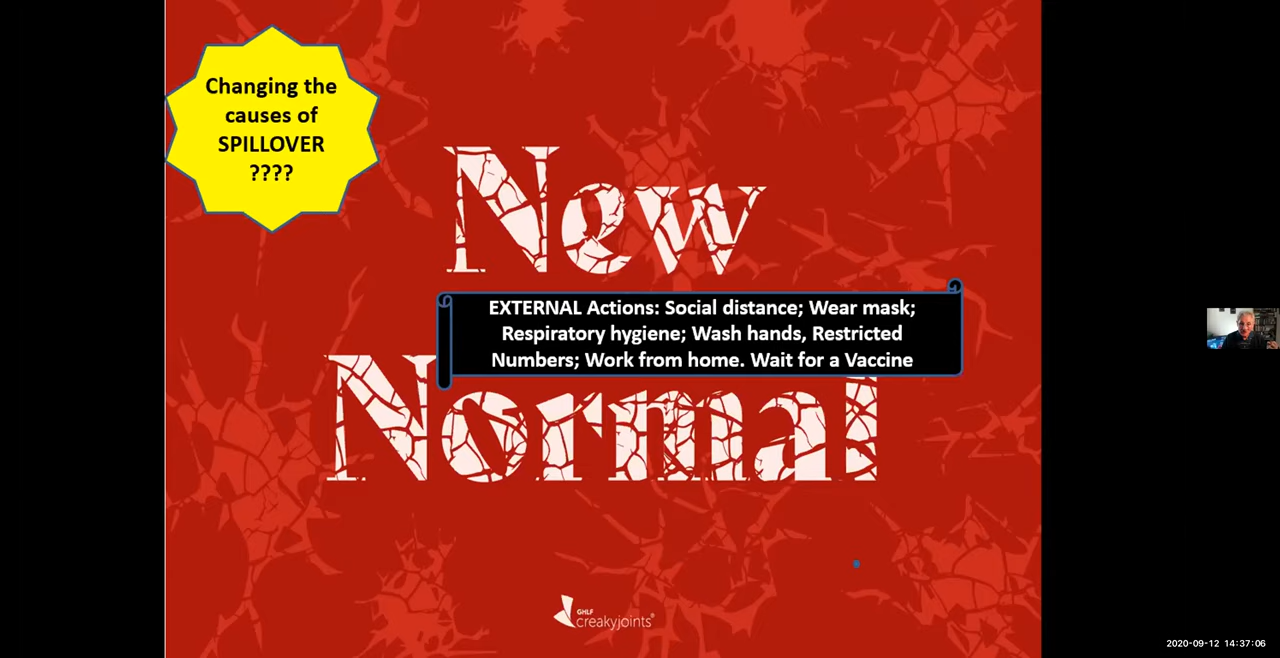 Changing the
causes of
SPILLOVER
????
New
EXTERNAL Actions: Social distance; Wear mask;
Respiratory hygiene; Wash hands, Restricted
Numbers; Work from home. Wait for a Vaccine
Normal
GHLF
creakyjoints®
2020-09-12 14:37:06